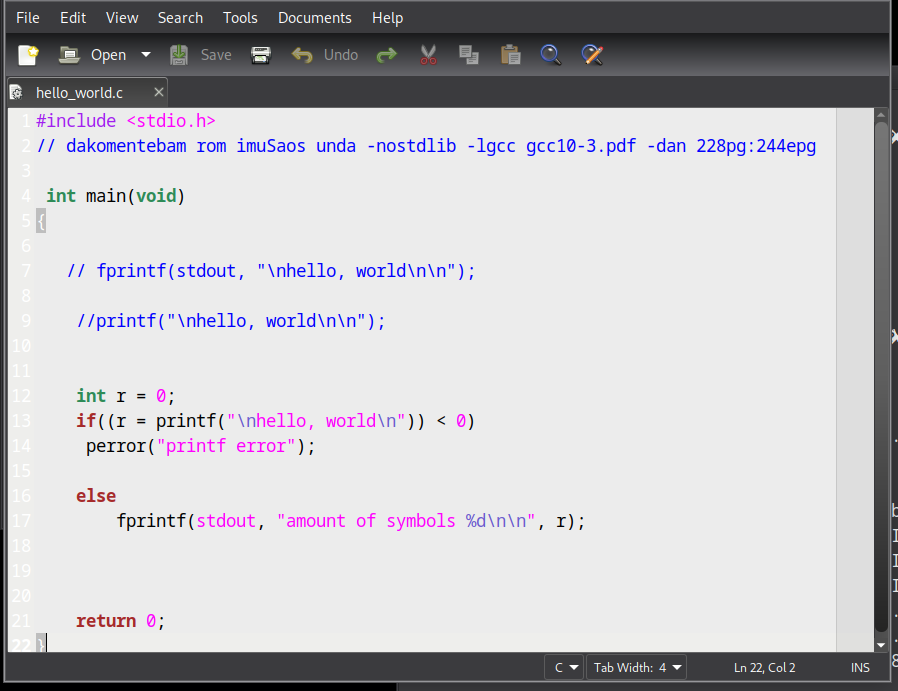 File Edit View Search Tools Documents Help
Open Save Undo
hello_world.c
1 #include <stdio.h>
2 // dakomentebam rom imuSaos unda -nostdlib -lgcc gcc10-3.pdf -dan 228pg:244epg
3
4 int main(void)
5 {
6
7 // fprintf(stdout, "\nhello, world\n\n");
8
9 //printf("\nhello, world\n\n");
10
11
12 int r = 0;
13 if((r = printf("\nhello, world\n")) < 0)
14 perror("printf error");
15
16 else
17 fprintf(stdout, "amount of symbols %d\n\n", r);
18
19
20
21 return 0;
22 }
C Tab Width: 4 Ln 22, Col 2 INS